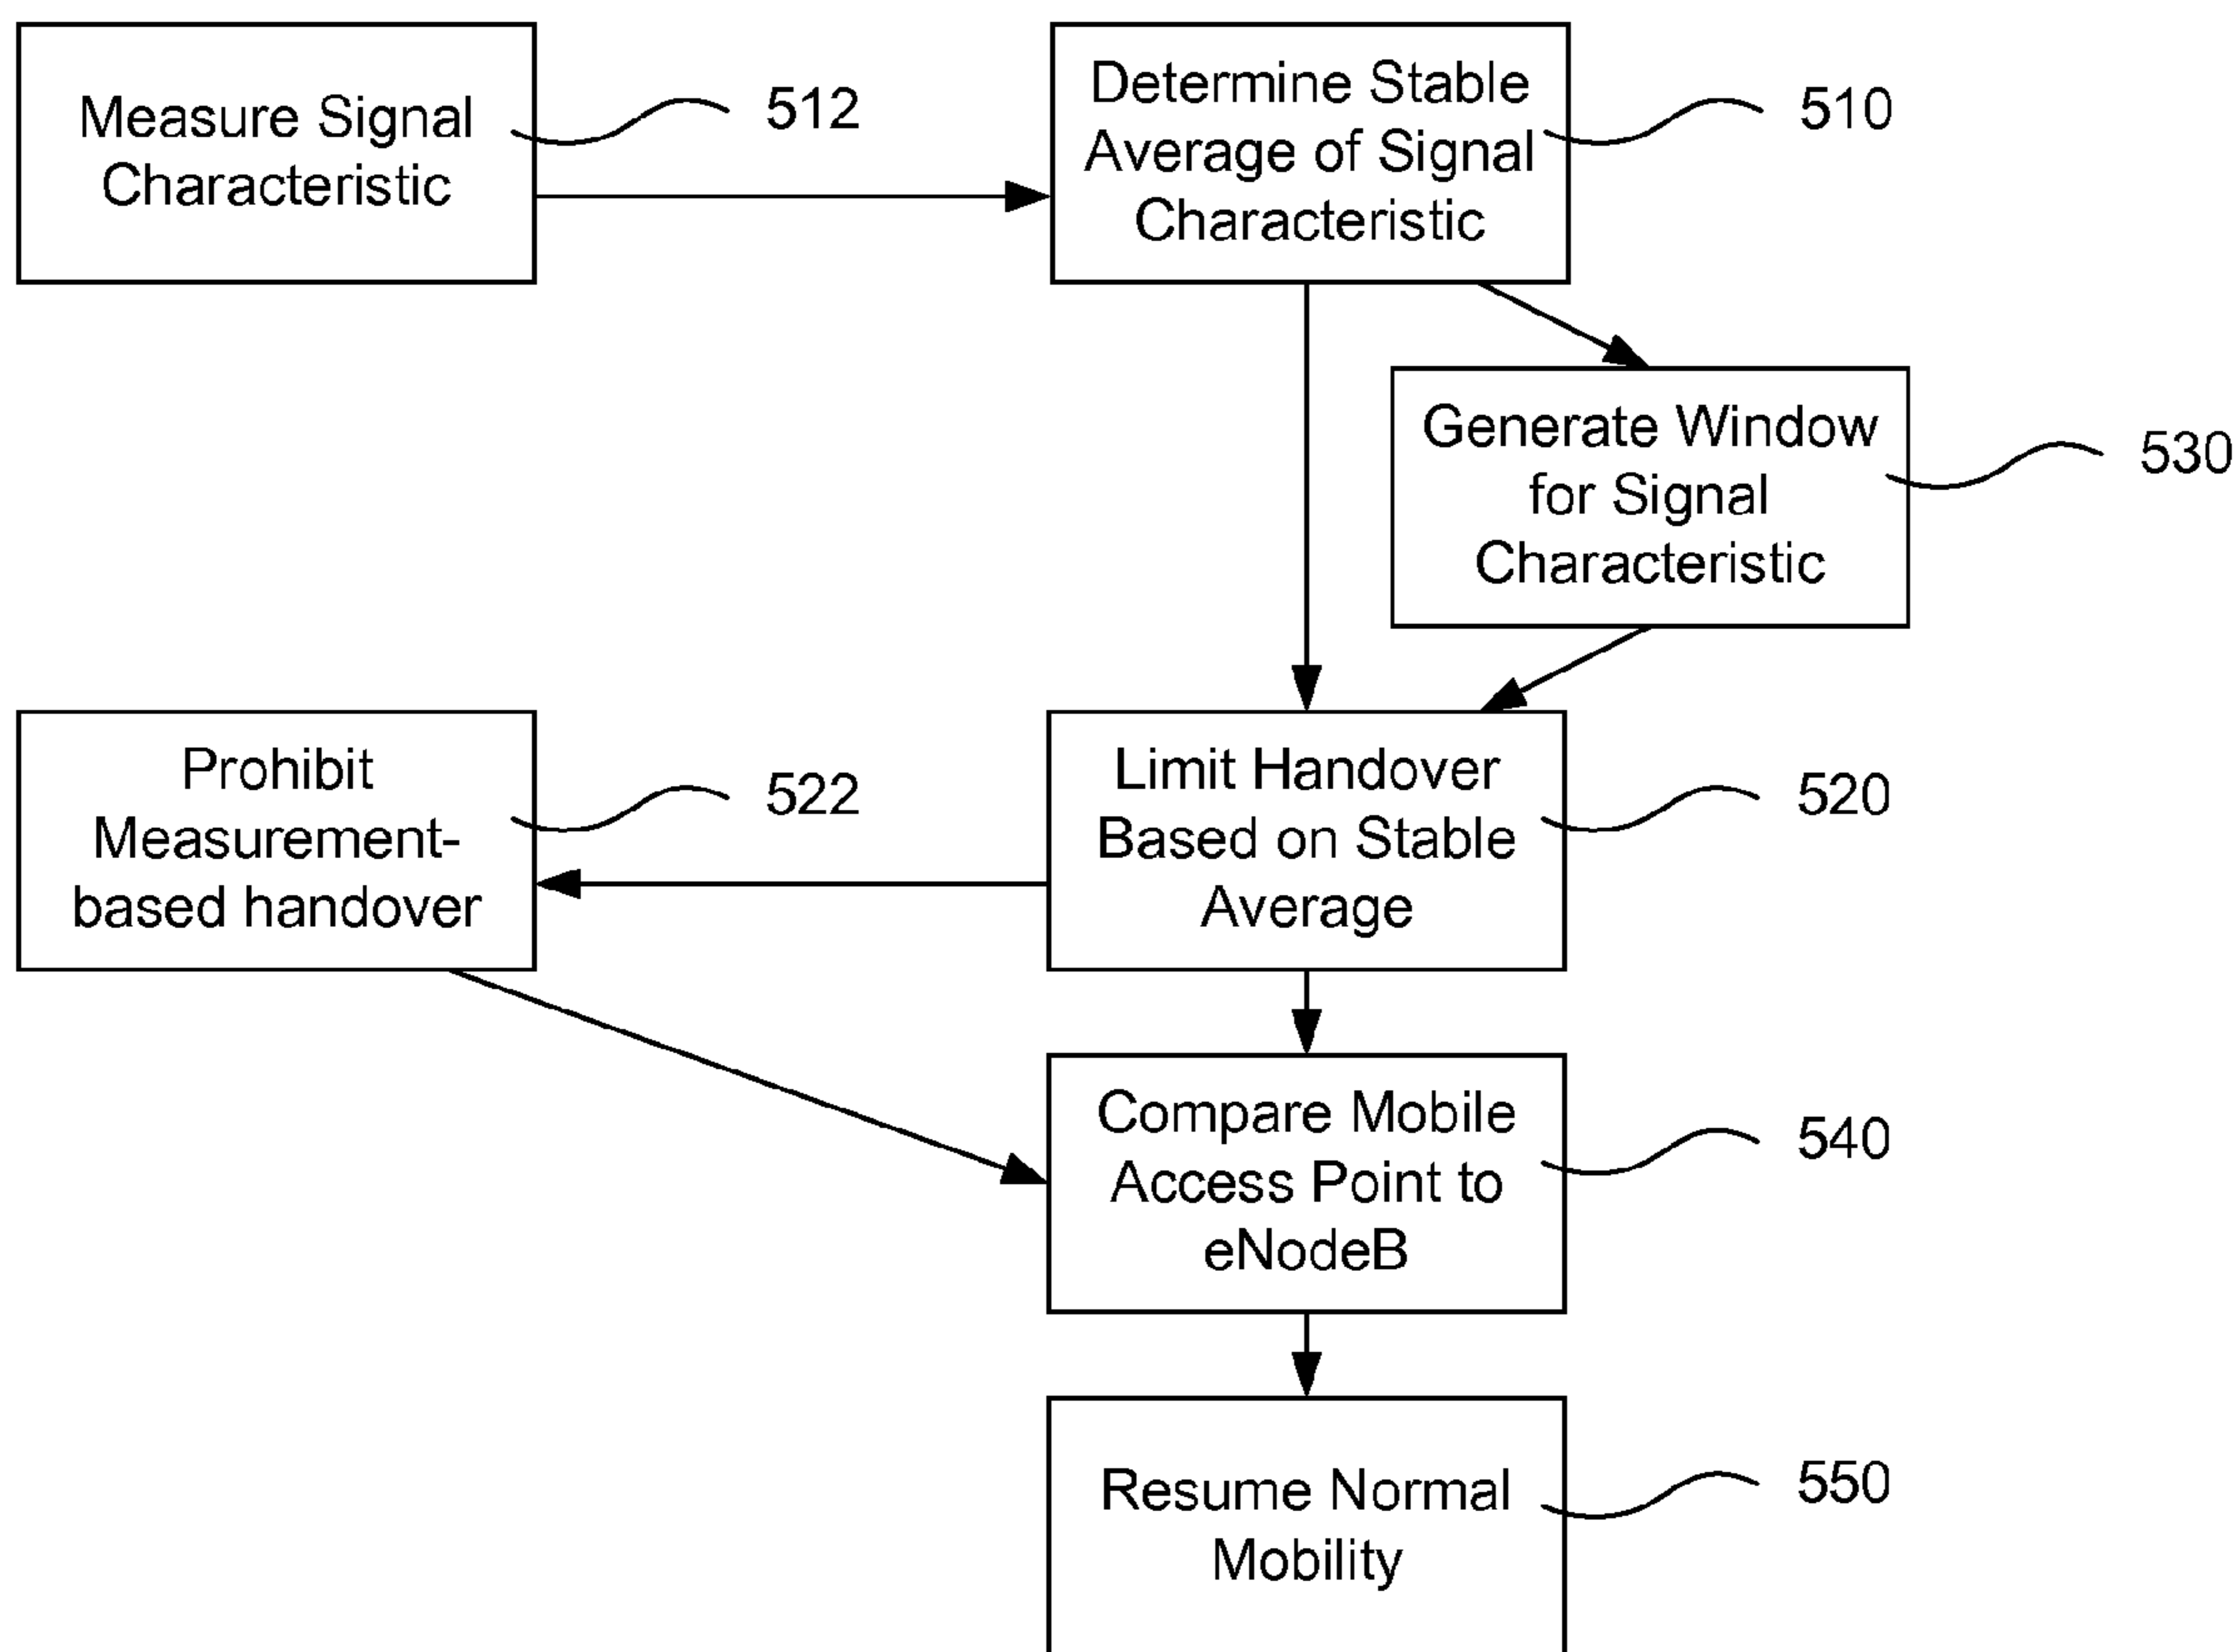 Measure Signal
Characteristic
512
Determine Stable
Average of Signal
Characteristic
510
Generate Window
for Signal
Characteristic
530
Prohibit
Measurement-
based handover
522
Limit Handover
Based on Stable
Average
520
Compare Mobile
Access Point to
eNodeB
540
Resume Normal
Mobility
550